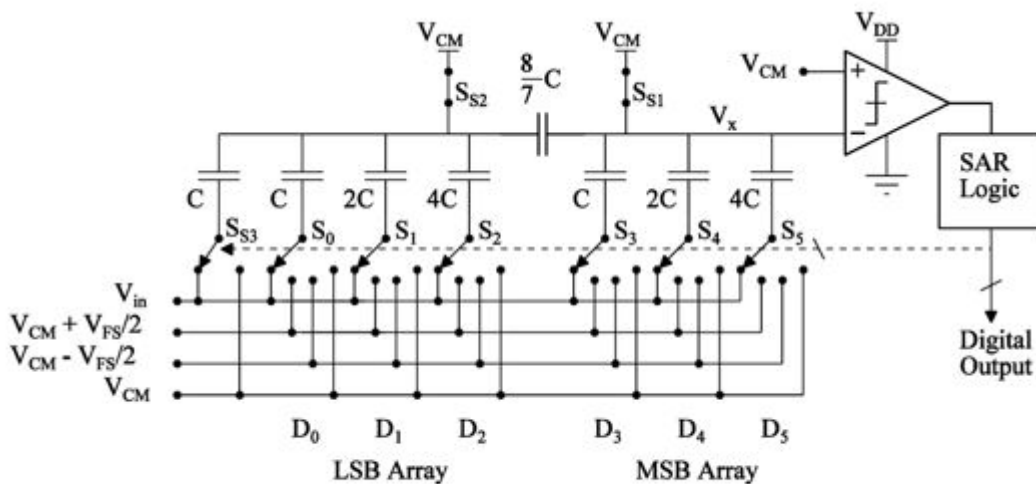 V_CM V_CM V_DD
8/7 C V_CM +
S_S2 S_S1 V_x −
C C 2C 4C C 2C 4C
SAR
Logic
S_S3 S_0 S_1 S_2 S_3 S_4 S_5
V_in
V_CM + V_FS/2
V_CM - V_FS/2
V_CM
Digital
Output
D_0 D_1 D_2 D_3 D_4 D_5
LSB Array MSB Array